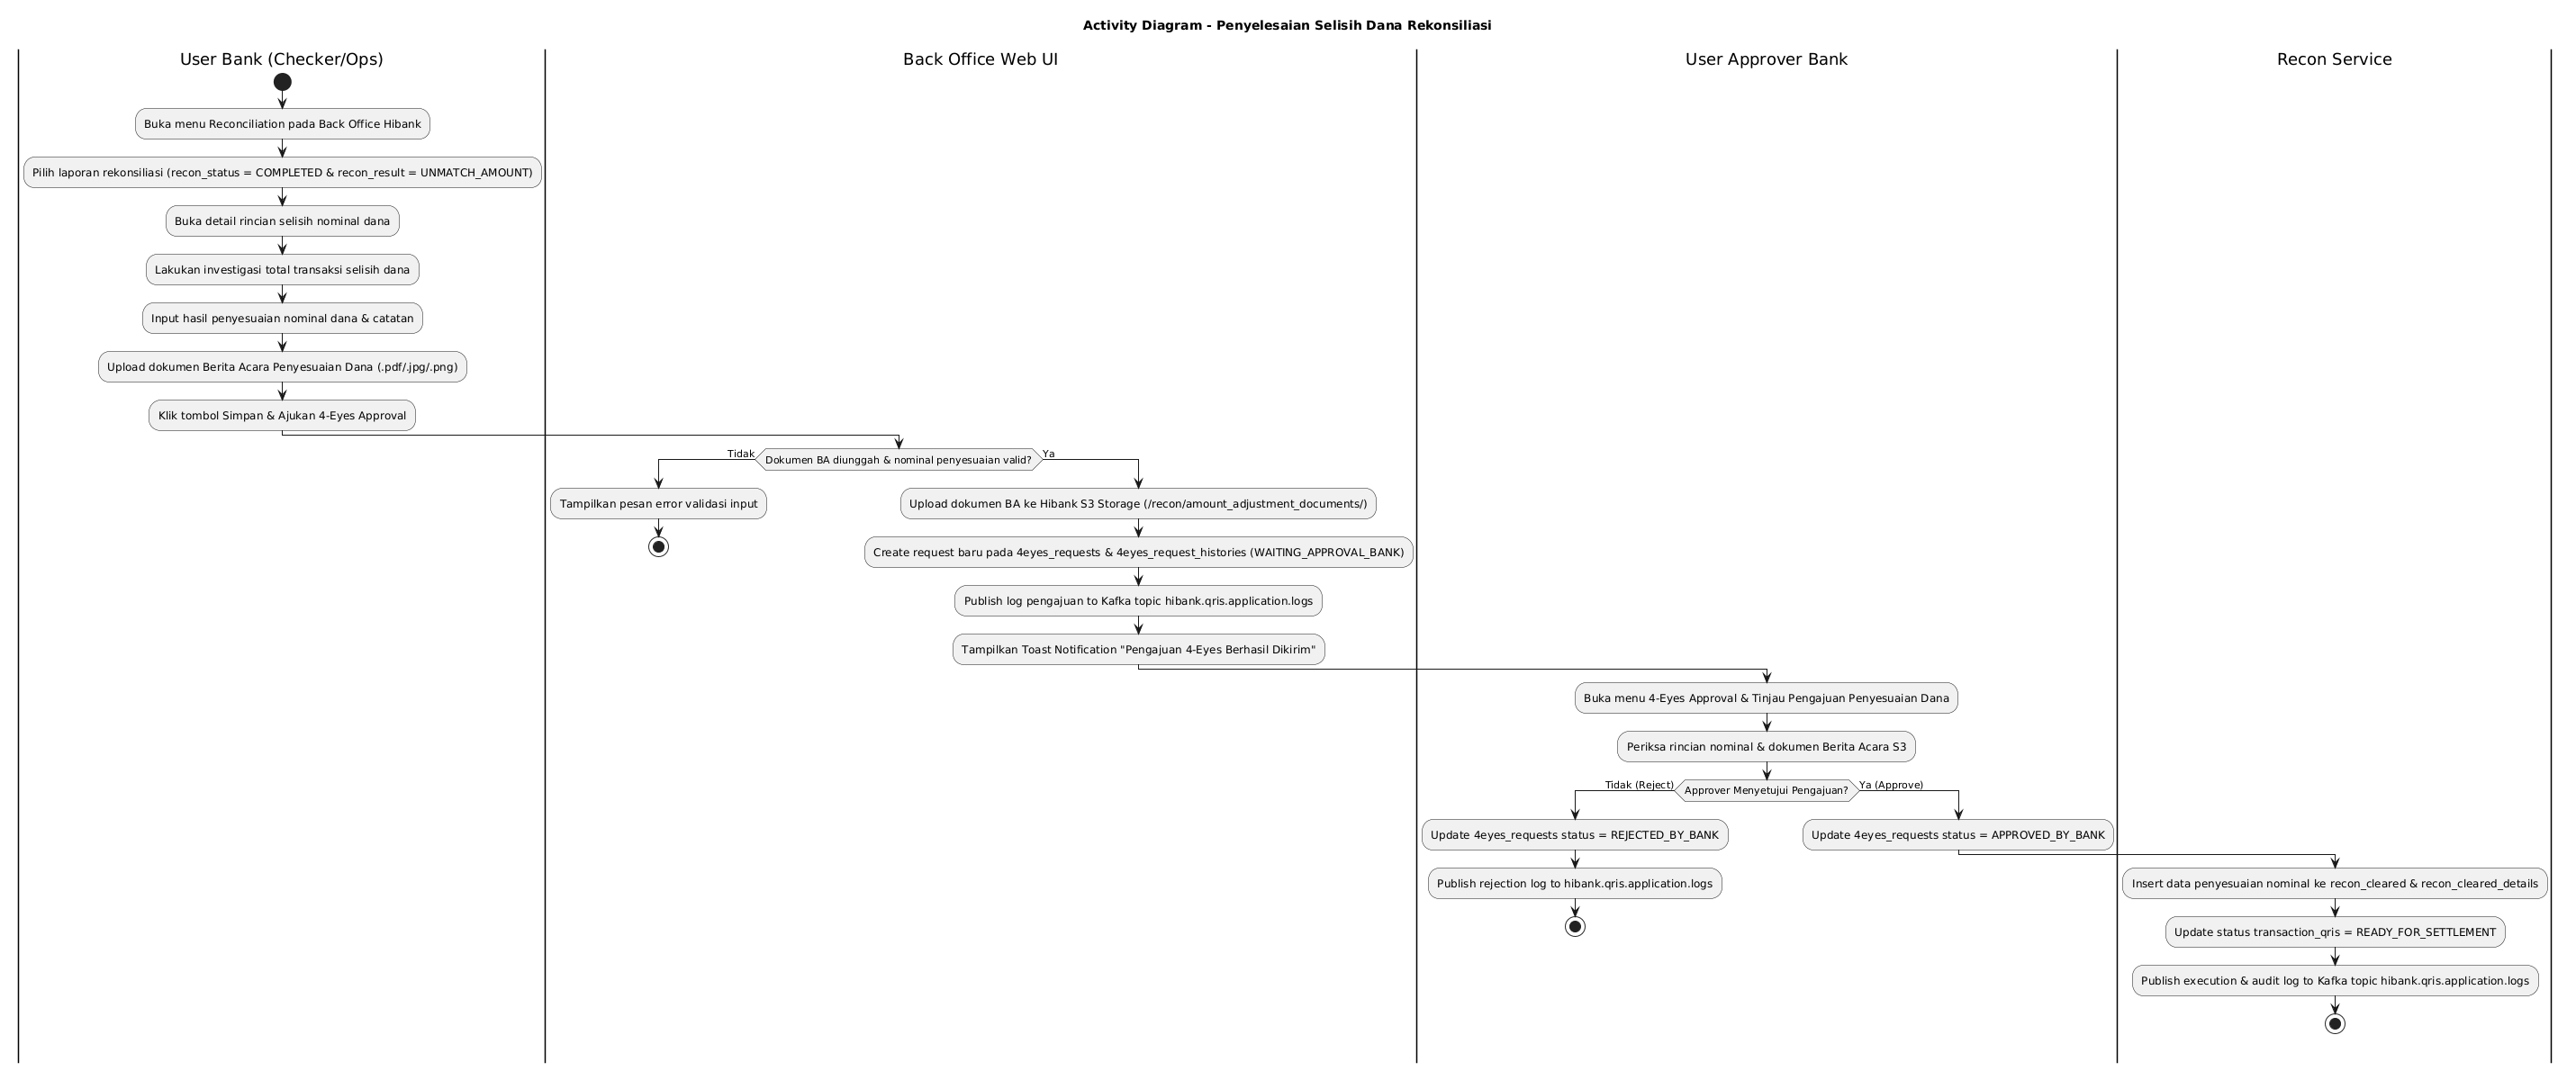 Activity Diagram - Penyelesaian Selisih Dana Rekonsiliasi
User Bank (Checker/Ops)
Back Office Web UI
User Approver Bank
Recon Service
Buka menu Reconciliation pada Back Office Hibank
Pilih laporan rekonsiliasi (recon_status = COMPLETED & recon_result = UNMATCH_AMOUNT)
Buka detail rincian selisih nominal dana
Lakukan investigasi total transaksi selisih dana
Input hasil penyesuaian nominal dana & catatan
Upload dokumen Berita Acara Penyesuaian Dana (.pdf/.jpg/.png)
Klik tombol Simpan & Ajukan 4-Eyes Approval
Tidak
Dokumen BA diunggah & nominal penyesuaian valid?
Ya
Tampilkan pesan error validasi input
Upload dokumen BA ke Hibank S3 Storage (/recon/amount_adjustment_documents/)
Create request baru pada 4eyes_requests & 4eyes_request_histories (WAITING_APPROVAL_BANK)
Publish log pengajuan to Kafka topic hibank.qris.application.logs
Tampilkan Toast Notification "Pengajuan 4-Eyes Berhasil Dikirim"
Buka menu 4-Eyes Approval & Tinjau Pengajuan Penyesuaian Dana
Periksa rincian nominal & dokumen Berita Acara S3
Tidak (Reject)
Approver Menyetujui Pengajuan?
Ya (Approve)
Update 4eyes_requests status = REJECTED_BY_BANK
Update 4eyes_requests status = APPROVED_BY_BANK
Publish rejection log to hibank.qris.application.logs
Insert data penyesuaian nominal ke recon_cleared & recon_cleared_details
Update status transaction_qris = READY_FOR_SETTLEMENT
Publish execution & audit log to Kafka topic hibank.qris.application.logs